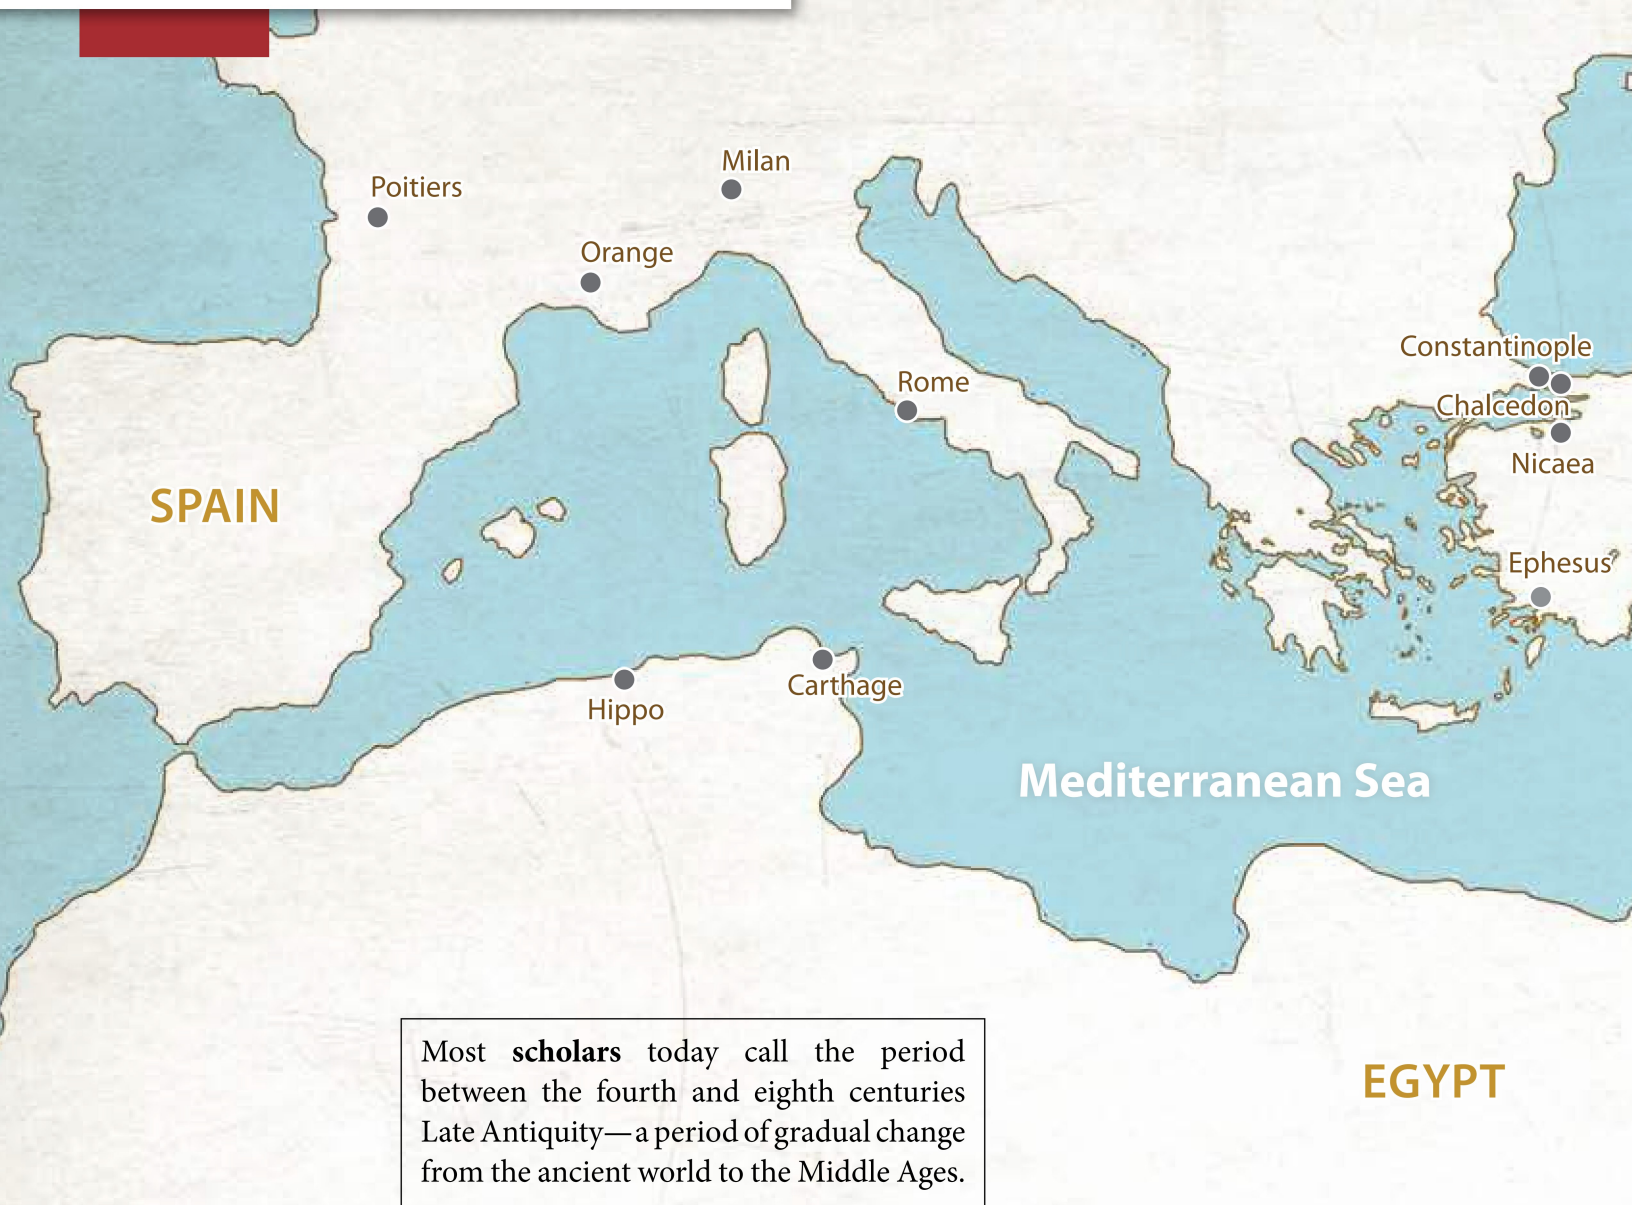 Milan
Poitiers
Orange
Constantinople
Rome
Chalcedon
Nicaea
SPAIN
Ephesus
Carthage
Hippo
Mediterranean Sea
Most scholars today call the period
between the fourth and eighth centuries
Late Antiquity—a period of gradual change
from the ancient world to the Middle Ages.
EGYPT